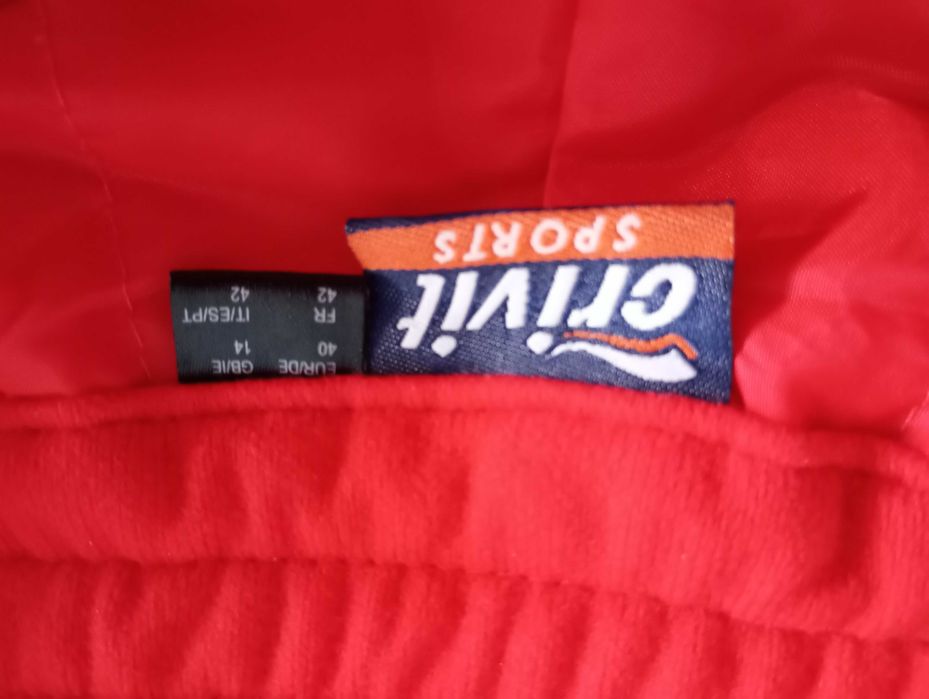 crivit
SPORTS
EUR/DE GB/IE
40 14
FR IT/ES/PT
42 42